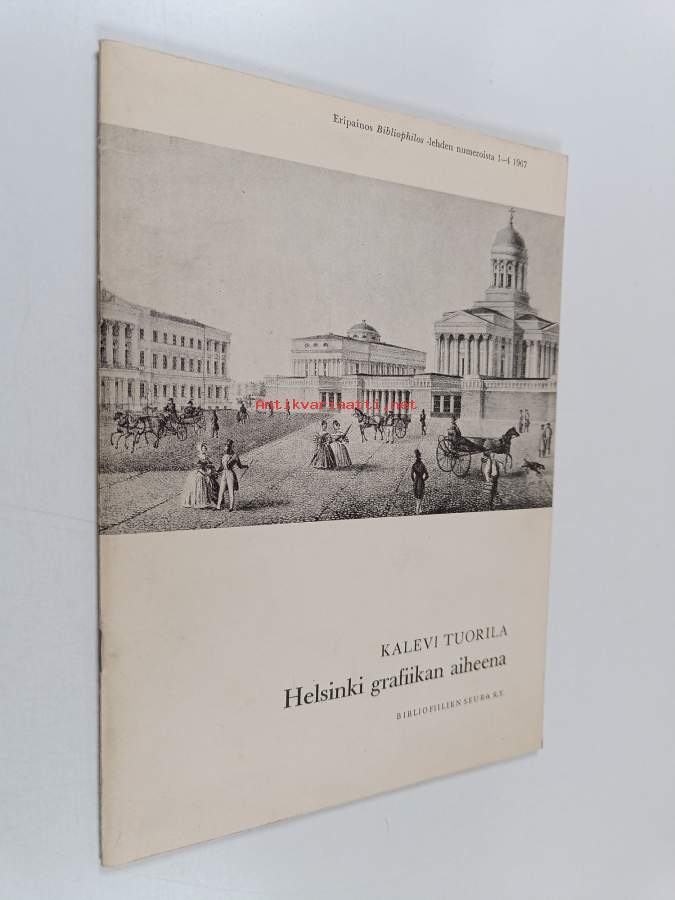 Eripainos Bibliophilos -lehden numeroista 1–4 1967
Antikvariaatti.net
KALEVI TUORILA
Helsinki grafiikan aiheena
BIBLIOFIILIEN SEURA R.Y.